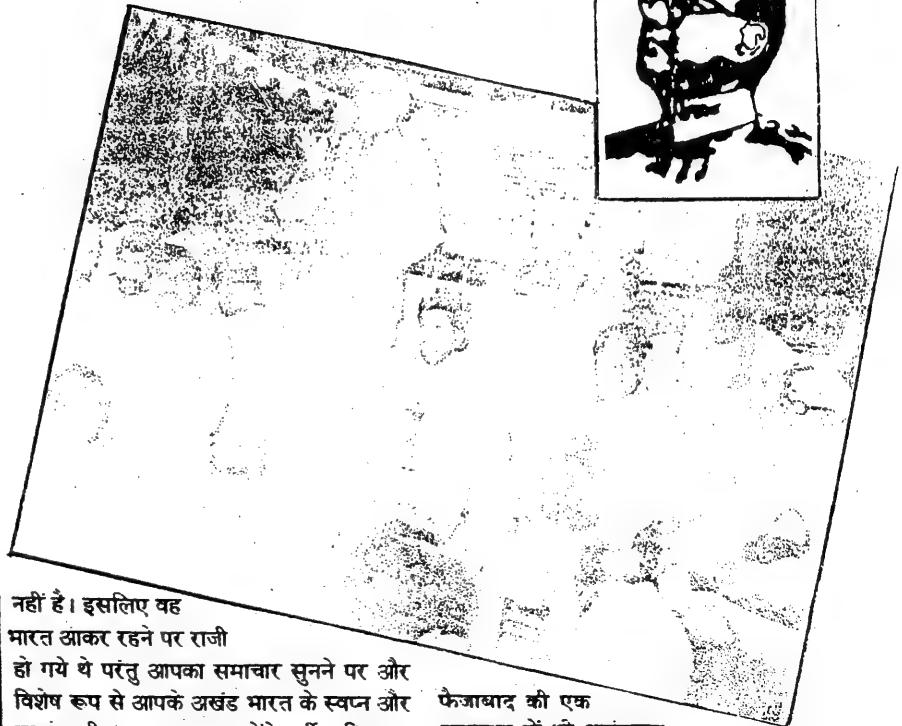 नहीं है। इसलिए वह
भारत आकर रहने पर राजी
हो गये थे परंतु आपका समाचार सुनने पर और
विशेष रूप से आपके अखंड भारत के स्वप्न और
फैजाबाद की एक